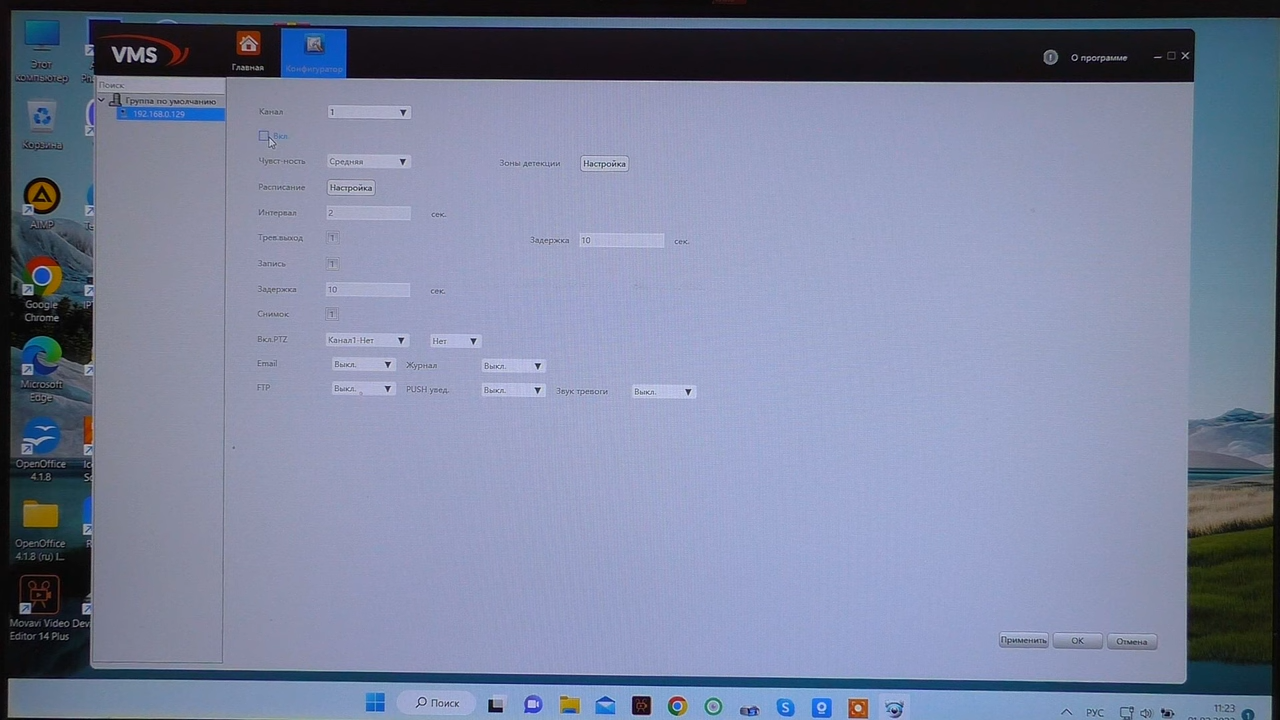 Этот компьютер
Корзина
AIMP
Google Chrome
Microsoft Edge
OpenOffice 4.1.8
OpenOffice 4.1.8 (ru) I...
Movavi Video Editor 14 Plus
VMS
Главная
Конфигуратор
О программе
Поиск
Группа по умолчанию
192.168.0.129
Канал 1
Вкл.
Чувст-ность Средняя Зоны детекции Настройка
Расписание Настройка
Интервал 2 сек.
Трев.выход 1 Задержка 10 сек.
Запись 1
Задержка 10 сек.
Снимок 1
Вкл.PTZ Канал1-Нет Нет
Email Выкл. Журнал Выкл.
FTP Выкл. PUSH увед. Выкл. Звук тревоги Выкл.
Применить OK Отмена
Поиск
РУС
11:23